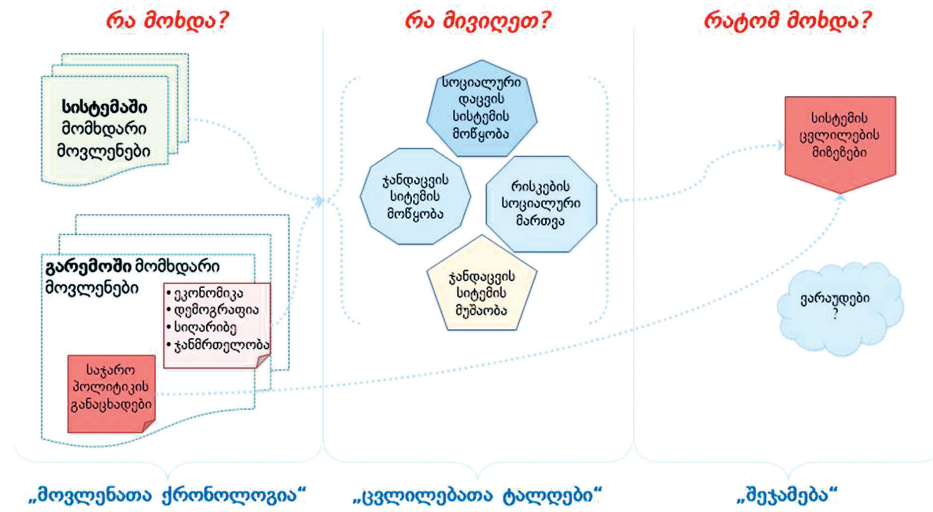 რა მოხდა?
სისტემაში
მომხდარი
მოვლენები
გარემოში მომხდარი
მოვლენები
• ეკონომიკა
• დემოგრაფია
• სიღარიბე
• ჯანმრთელობა
საჯარო
პოლიტიკის
განაცხადები
„მოვლენათა ქრონოლოგია“
რა მივიღეთ?
სოციალური
დაცვის
სისტემის
მოწყობა
ჯანდაცვის
სიტემის
მოწყობა
რისკების
სოციალური
მართვა
ჯანდაცვის
სიტემის
მუშაობა
„ცვლილებათა ტალღები“
რატომ მოხდა?
სისტემის
ცვლილების
მიზეზები
ვარაუდები
?
„შეჯამება“